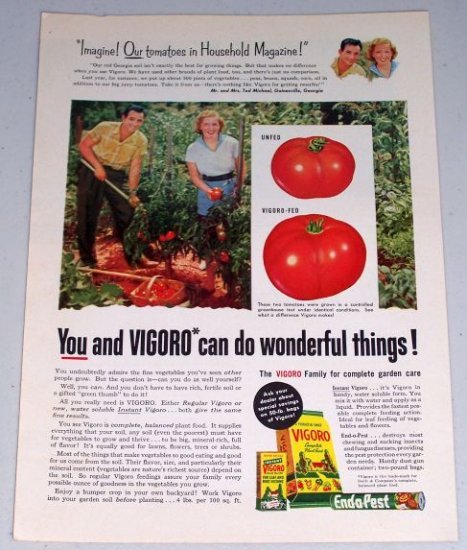 "Imagine! Our tomatoes in Household Magazine!"
"Our red Georgia soil isn't exactly the best for growing things. But that makes no difference
when you use Vigoro. We have used other brands of plant food, too, and there's just no comparison.
Last year, for instance, we put up about 300 pints of vegetables . . . peas, beans, squash, corn, all in
addition to our big juicy tomatoes. Take it from us—there's nothing like Vigoro for getting results!"
Mr. and Mrs. Ted Michael, Gainesville, Georgia
UNFED
VIGORO-FED
These two tomatoes were grown in a controlled
greenhouse test under identical conditions. See
what a difference Vigoro makes!
You and VIGORO* can do wonderful things!
You undoubtedly admire the fine vegetables you've seen other
people grow. But the question is—can you do as well yourself?
Well, you can. And you don't have to have rich, fertile soil or
a gifted "green thumb" to do it!
All you really need is VIGORO. Either Regular Vigoro or
new, water soluble Instant Vigoro . . . both give the same
fine results.
You see Vigoro is complete, balanced plant food. It supplies
everything that your soil, any soil (even the poorest) must have
for vegetables to grow and thrive . . . to be big, mineral-rich, full
of flavor! It's equally good for lawns, flowers, trees or shrubs.
Most of the things that make vegetables so good eating and good
for us come from the soil. Their flavor, size, and particularly their
mineral content (vegetables are nature's richest source) depend on
the soil. So regular Vigoro feedings assure your family every
possible ounce of goodness in the vegetables you grow.
Enjoy a bumper crop in your own backyard! Work Vigoro
into your garden soil before planting . . . 4 lbs. per 100 sq. ft.
The VIGORO Family for complete garden care
Ask your
dealer about
special savings
on 50-lb. bags
of Vigoro!
INSTANT
VIGORO
VIGORO
End-o-Pest
Instant Vigoro . . . it's Vigoro in
handy, water soluble form. You
mix it with water and apply as a
liquid. Provides the fastest possible
complete feeding action.
Ideal for leaf feeding of vegetables
and flowers.
End-o-Pest . . . destroys most
chewing and sucking insects
and fungus diseases, providing
the pest protection every garden
needs. Handy dust gun
container; two-pound bags.
*Vigoro is the trade-mark for
Swift & Company's complete,
balanced plant food.